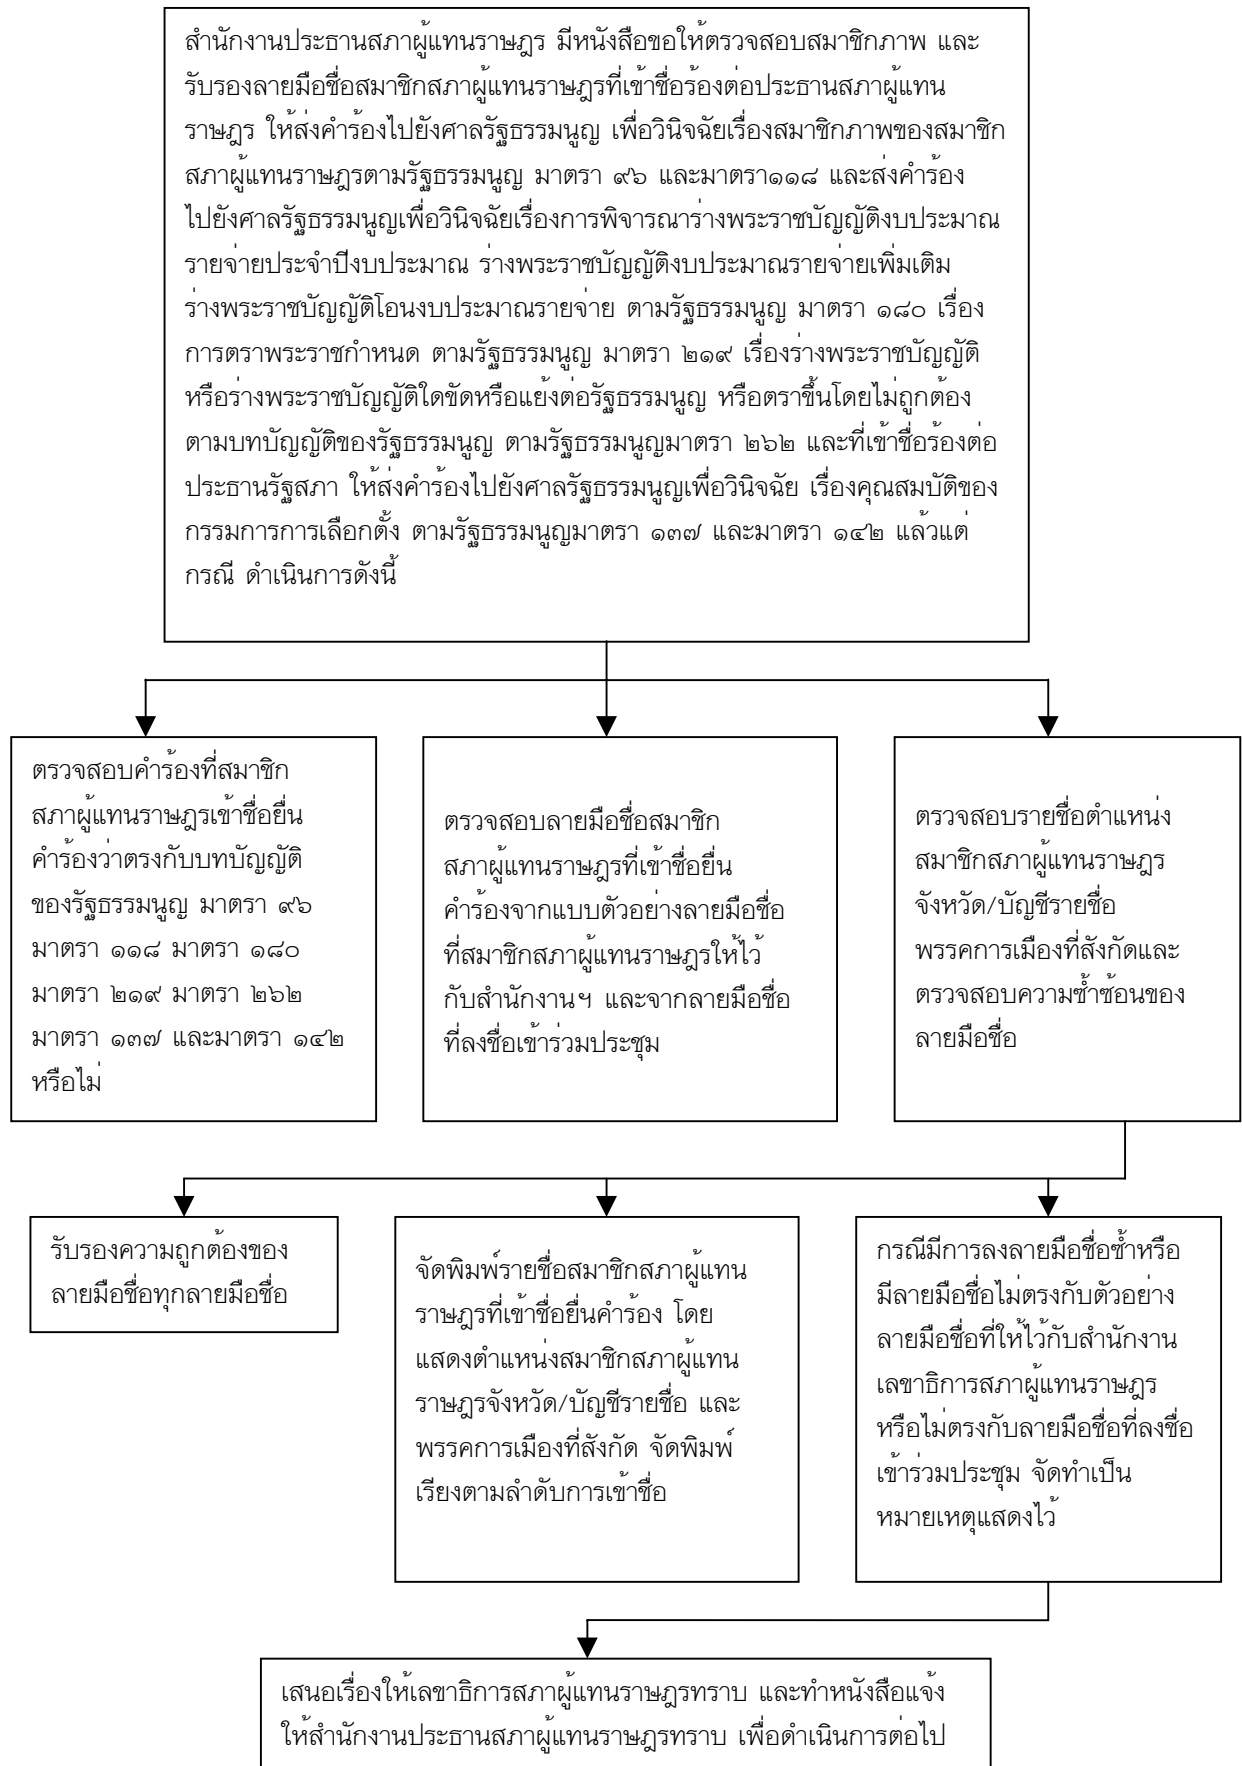 สำนักงานประธานสภาผู้แทนราษฎร มีหนังสือขอให้ตรวจสอบสมาชิกภาพ และ
รับรองลายมือชื่อสมาชิกสภาผู้แทนราษฎรที่เข้าชื่อร้องต่อประธานสภาผู้แทน
ราษฎร ให้ส่งคำร้องไปยังศาลรัฐธรรมนูญ เพื่อวินิจฉัยเรื่องสมาชิกภาพของสมาชิก
สภาผู้แทนราษฎรตามรัฐธรรมนูญ มาตรา ๙๖ และมาตรา๑๑๘ และส่งคำร้อง
ไปยังศาลรัฐธรรมนูญเพื่อวินิจฉัยเรื่องการพิจารณาร่างพระราชบัญญัติงบประมาณ
รายจ่ายประจำปีงบประมาณ ร่างพระราชบัญญัติงบประมาณรายจ่ายเพิ่มเติม
ร่างพระราชบัญญัติโอนงบประมาณรายจ่าย ตามรัฐธรรมนูญ มาตรา ๑๘๐ เรื่อง
การตราพระราชกำหนด ตามรัฐธรรมนูญ มาตรา ๒๑๙ เรื่องร่างพระราชบัญญัติ
หรือร่างพระราชบัญญัติใดขัดหรือแย้งต่อรัฐธรรมนูญ หรือตราขึ้นโดยไม่ถูกต้อง
ตามบทบัญญัติของรัฐธรรมนูญ ตามรัฐธรรมนูญมาตรา ๒๖๒ และที่เข้าชื่อร้องต่อ
ประธานรัฐสภา ให้ส่งคำร้องไปยังศาลรัฐธรรมนูญเพื่อวินิจฉัย เรื่องคุณสมบัติของ
กรรมการการเลือกตั้ง ตามรัฐธรรมนูญมาตรา ๑๓๗ และมาตรา ๑๔๒ แล้วแต่
กรณี ดำเนินการดังนี้
ตรวจสอบคำร้องที่สมาชิก
สภาผู้แทนราษฎรเข้าชื่อยื่น
คำร้องว่าตรงกับบทบัญญัติ
ของรัฐธรรมนูญ มาตรา ๙๖
มาตรา ๑๑๘ มาตรา ๑๘๐
มาตรา ๒๑๙ มาตรา ๒๖๒
มาตรา ๑๓๗ และมาตรา ๑๔๒
หรือไม่
ตรวจสอบลายมือชื่อสมาชิก
สภาผู้แทนราษฎรที่เข้าชื่อยื่น
คำร้องจากแบบตัวอย่างลายมือชื่อ
ที่สมาชิกสภาผู้แทนราษฎรให้ไว้
กับสำนักงานฯ และจากลายมือชื่อ
ที่ลงชื่อเข้าร่วมประชุม
ตรวจสอบรายชื่อตำแหน่ง
สมาชิกสภาผู้แทนราษฎร
จังหวัด/บัญชีรายชื่อ
พรรคการเมืองที่สังกัดและ
ตรวจสอบความซ้ำซ้อนของ
ลายมือชื่อ
รับรองความถูกต้องของ
ลายมือชื่อทุกลายมือชื่อ
จัดพิมพ์รายชื่อสมาชิกสภาผู้แทน
ราษฎรที่เข้าชื่อยื่นคำร้อง โดย
แสดงตำแหน่งสมาชิกสภาผู้แทน
ราษฎรจังหวัด/บัญชีรายชื่อ และ
พรรคการเมืองที่สังกัด จัดพิมพ์
เรียงตามลำดับการเข้าชื่อ
กรณีมีการลงลายมือชื่อซ้ำหรือ
มีลายมือชื่อไม่ตรงกับตัวอย่าง
ลายมือชื่อที่ให้ไว้กับสำนักงาน
เลขาธิการสภาผู้แทนราษฎร
หรือไม่ตรงกับลายมือชื่อที่ลงชื่อ
เข้าร่วมประชุม จัดทำเป็น
หมายเหตุแสดงไว้
เสนอเรื่องให้เลขาธิการสภาผู้แทนราษฎรทราบ และทำหนังสือแจ้ง
ให้สำนักงานประธานสภาผู้แทนราษฎรทราบ เพื่อดำเนินการต่อไป